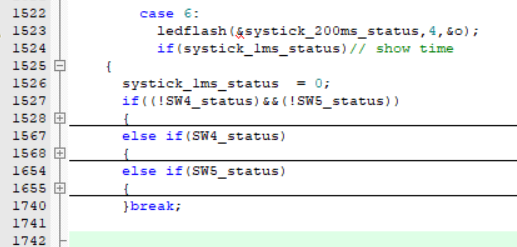 1522 case 6:
1523 ledflash(&systick_200ms_status,4,&o);
1524 if(systick_1ms_status)// show time
1525 {
1526 systick_1ms_status = 0;
1527 if((!SW4_status)&&(!SW5_status))
1528 {
1567 else if(SW4_status)
1568 {
1654 else if(SW5_status)
1655 {
1740 }break;
1741
1742